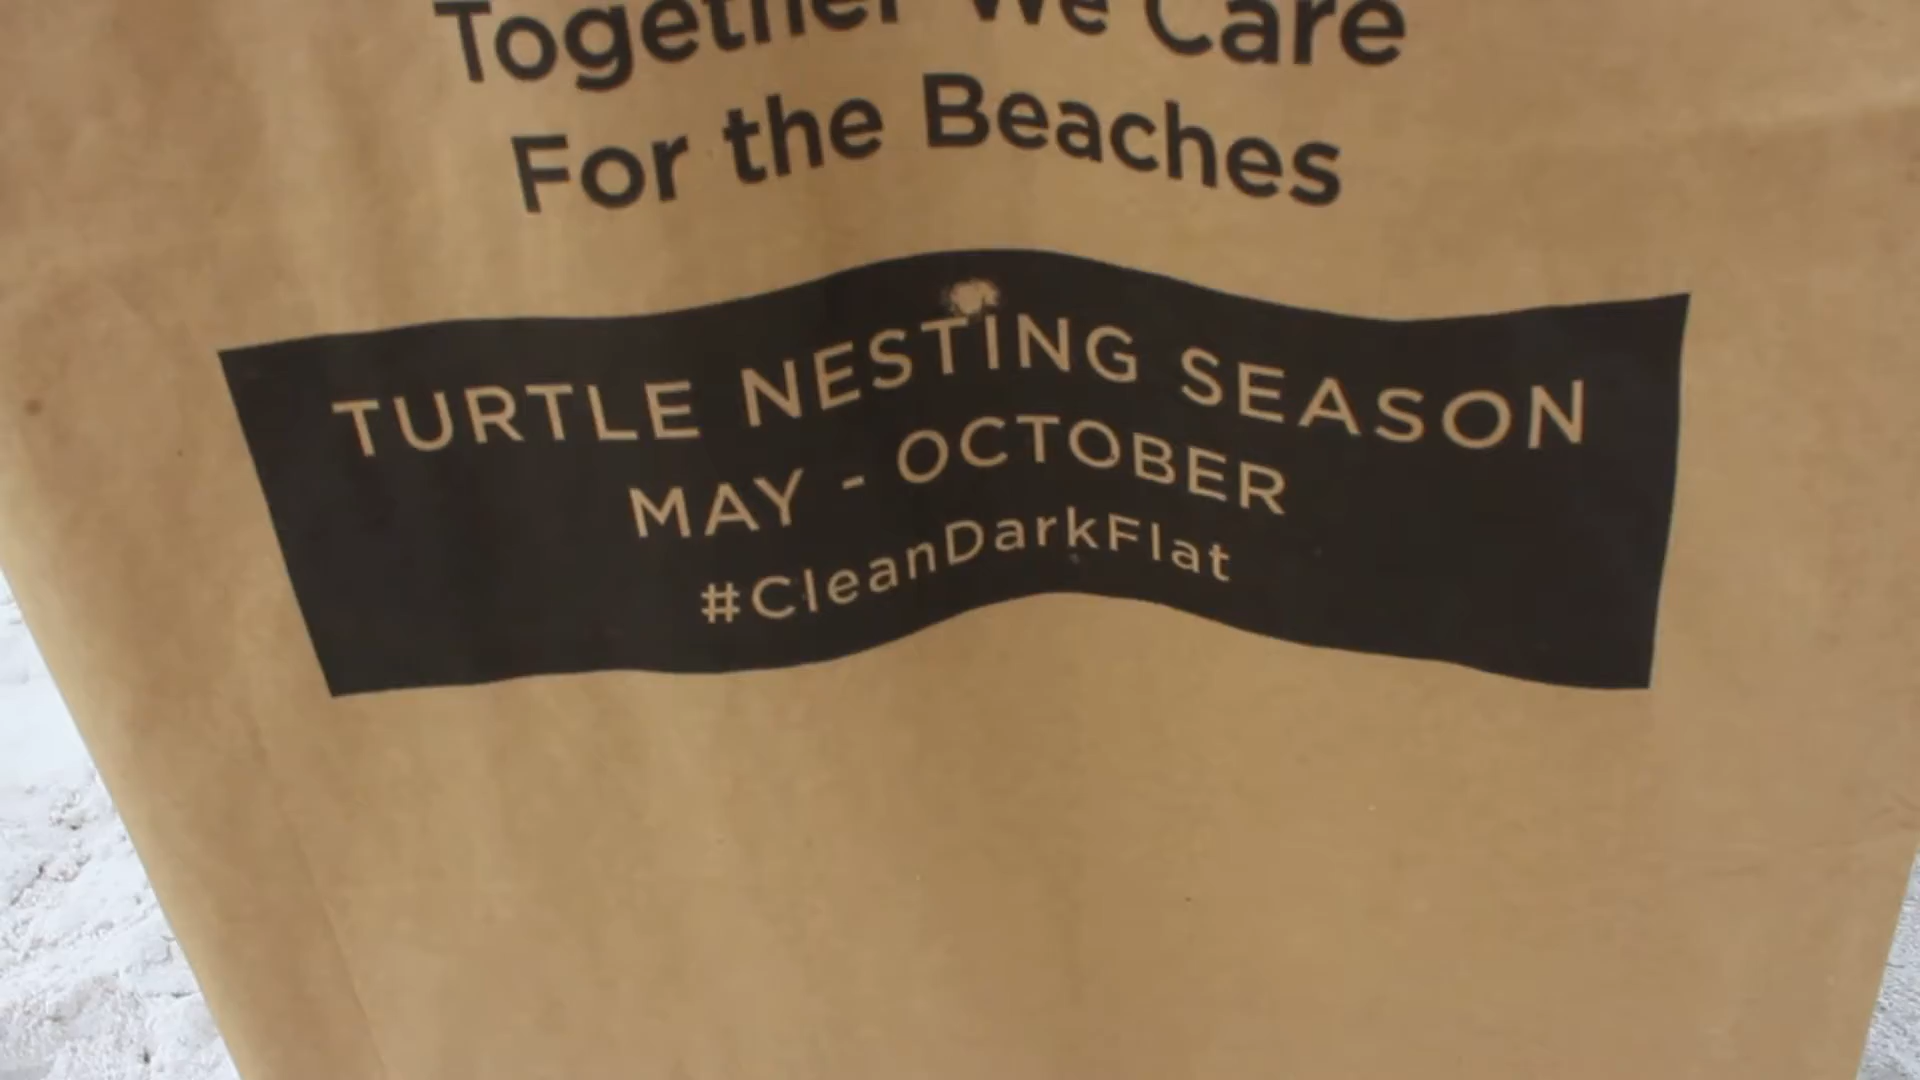 Together We Care
For the Beaches
TURTLE NESTING SEASON
MAY - OCTOBER
#CleanDarkFlat